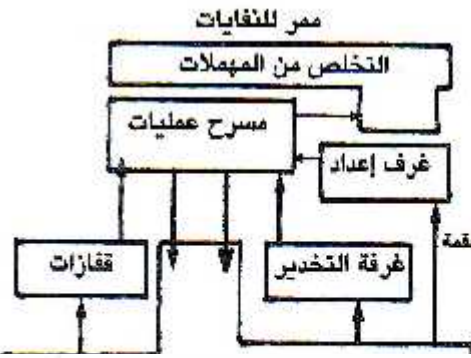 ممر للنفايات
التخلص من المهملات
مسرح عمليات
غرف إعداد
قفازات
غرفة التخدير